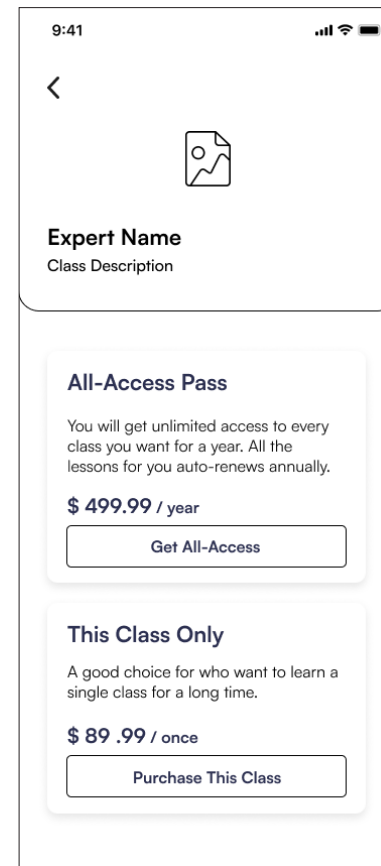 9:41
Expert Name
Class Description
All-Access Pass
You will get unlimited access to every
class you want for a year. All the
lessons for you auto-renews annually.
$ 499.99 / year
Get All-Access
This Class Only
A good choice for who want to learn a
single class for a long time.
$ 89 .99 / once
Purchase This Class